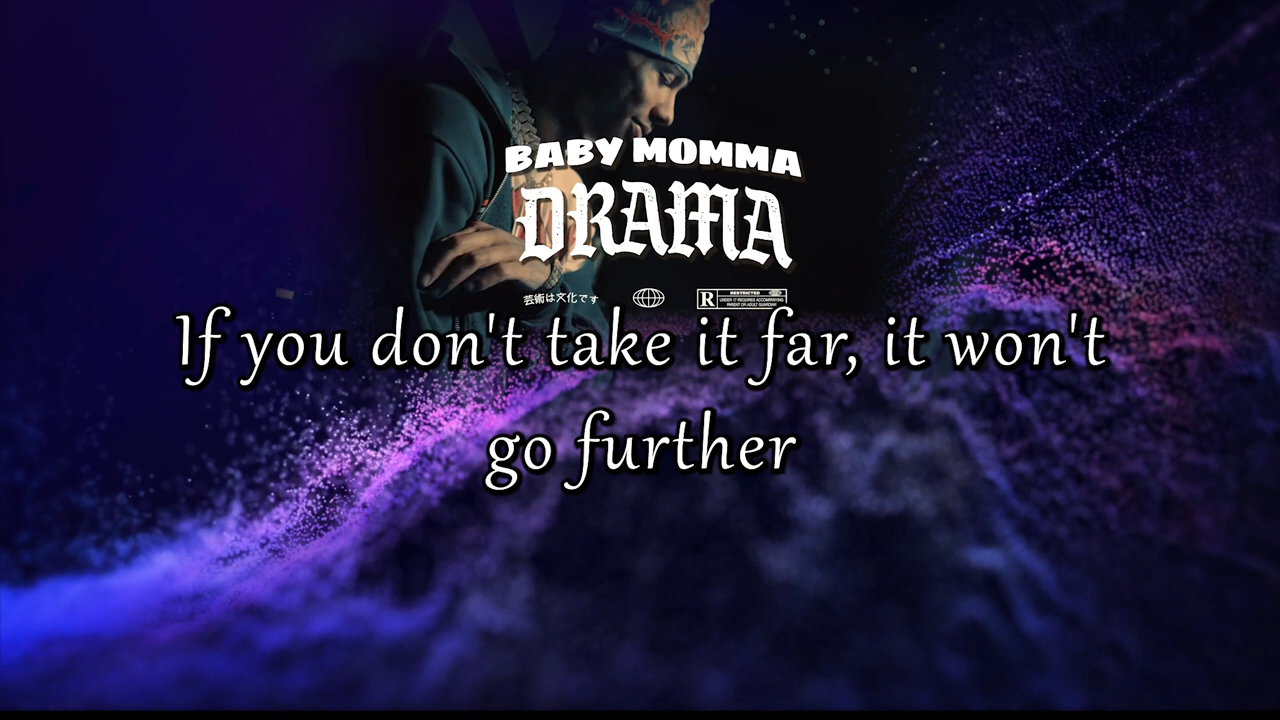 BABY MOMMA
DRAMA
芸術は文化です
R
RESTRICTED
UNDER 17 REQUIRES ACCOMPANYING
PARENT OR ADULT GUARDIAN
If you don't take it far, it won't
go further